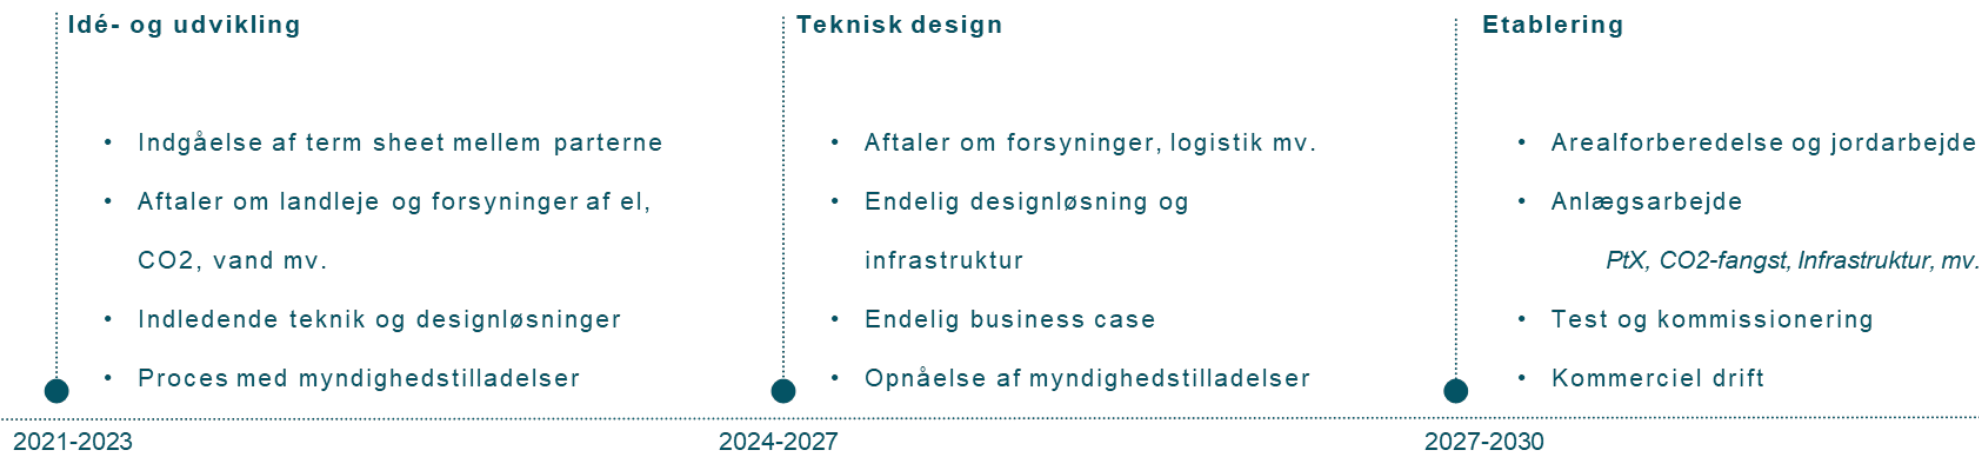 Idé- og udvikling
• Indgåelse af term sheet mellem parterne
• Aftaler om landleje og forsyninger af el,
CO2, vand mv.
• Indledende teknik og designløsninger
• Proces med myndighedstilladelser
2021-2023
Teknisk design
• Aftaler om forsyninger, logistik mv.
• Endelig designløsning og
infrastruktur
• Endelig business case
• Opnåelse af myndighedstilladelser
2024-2027
Etablering
• Arealforberedelse og jordarbejde
• Anlægsarbejde
PtX, CO2-fangst, Infrastruktur, mv.
• Test og kommissionering
• Kommerciel drift
2027-2030